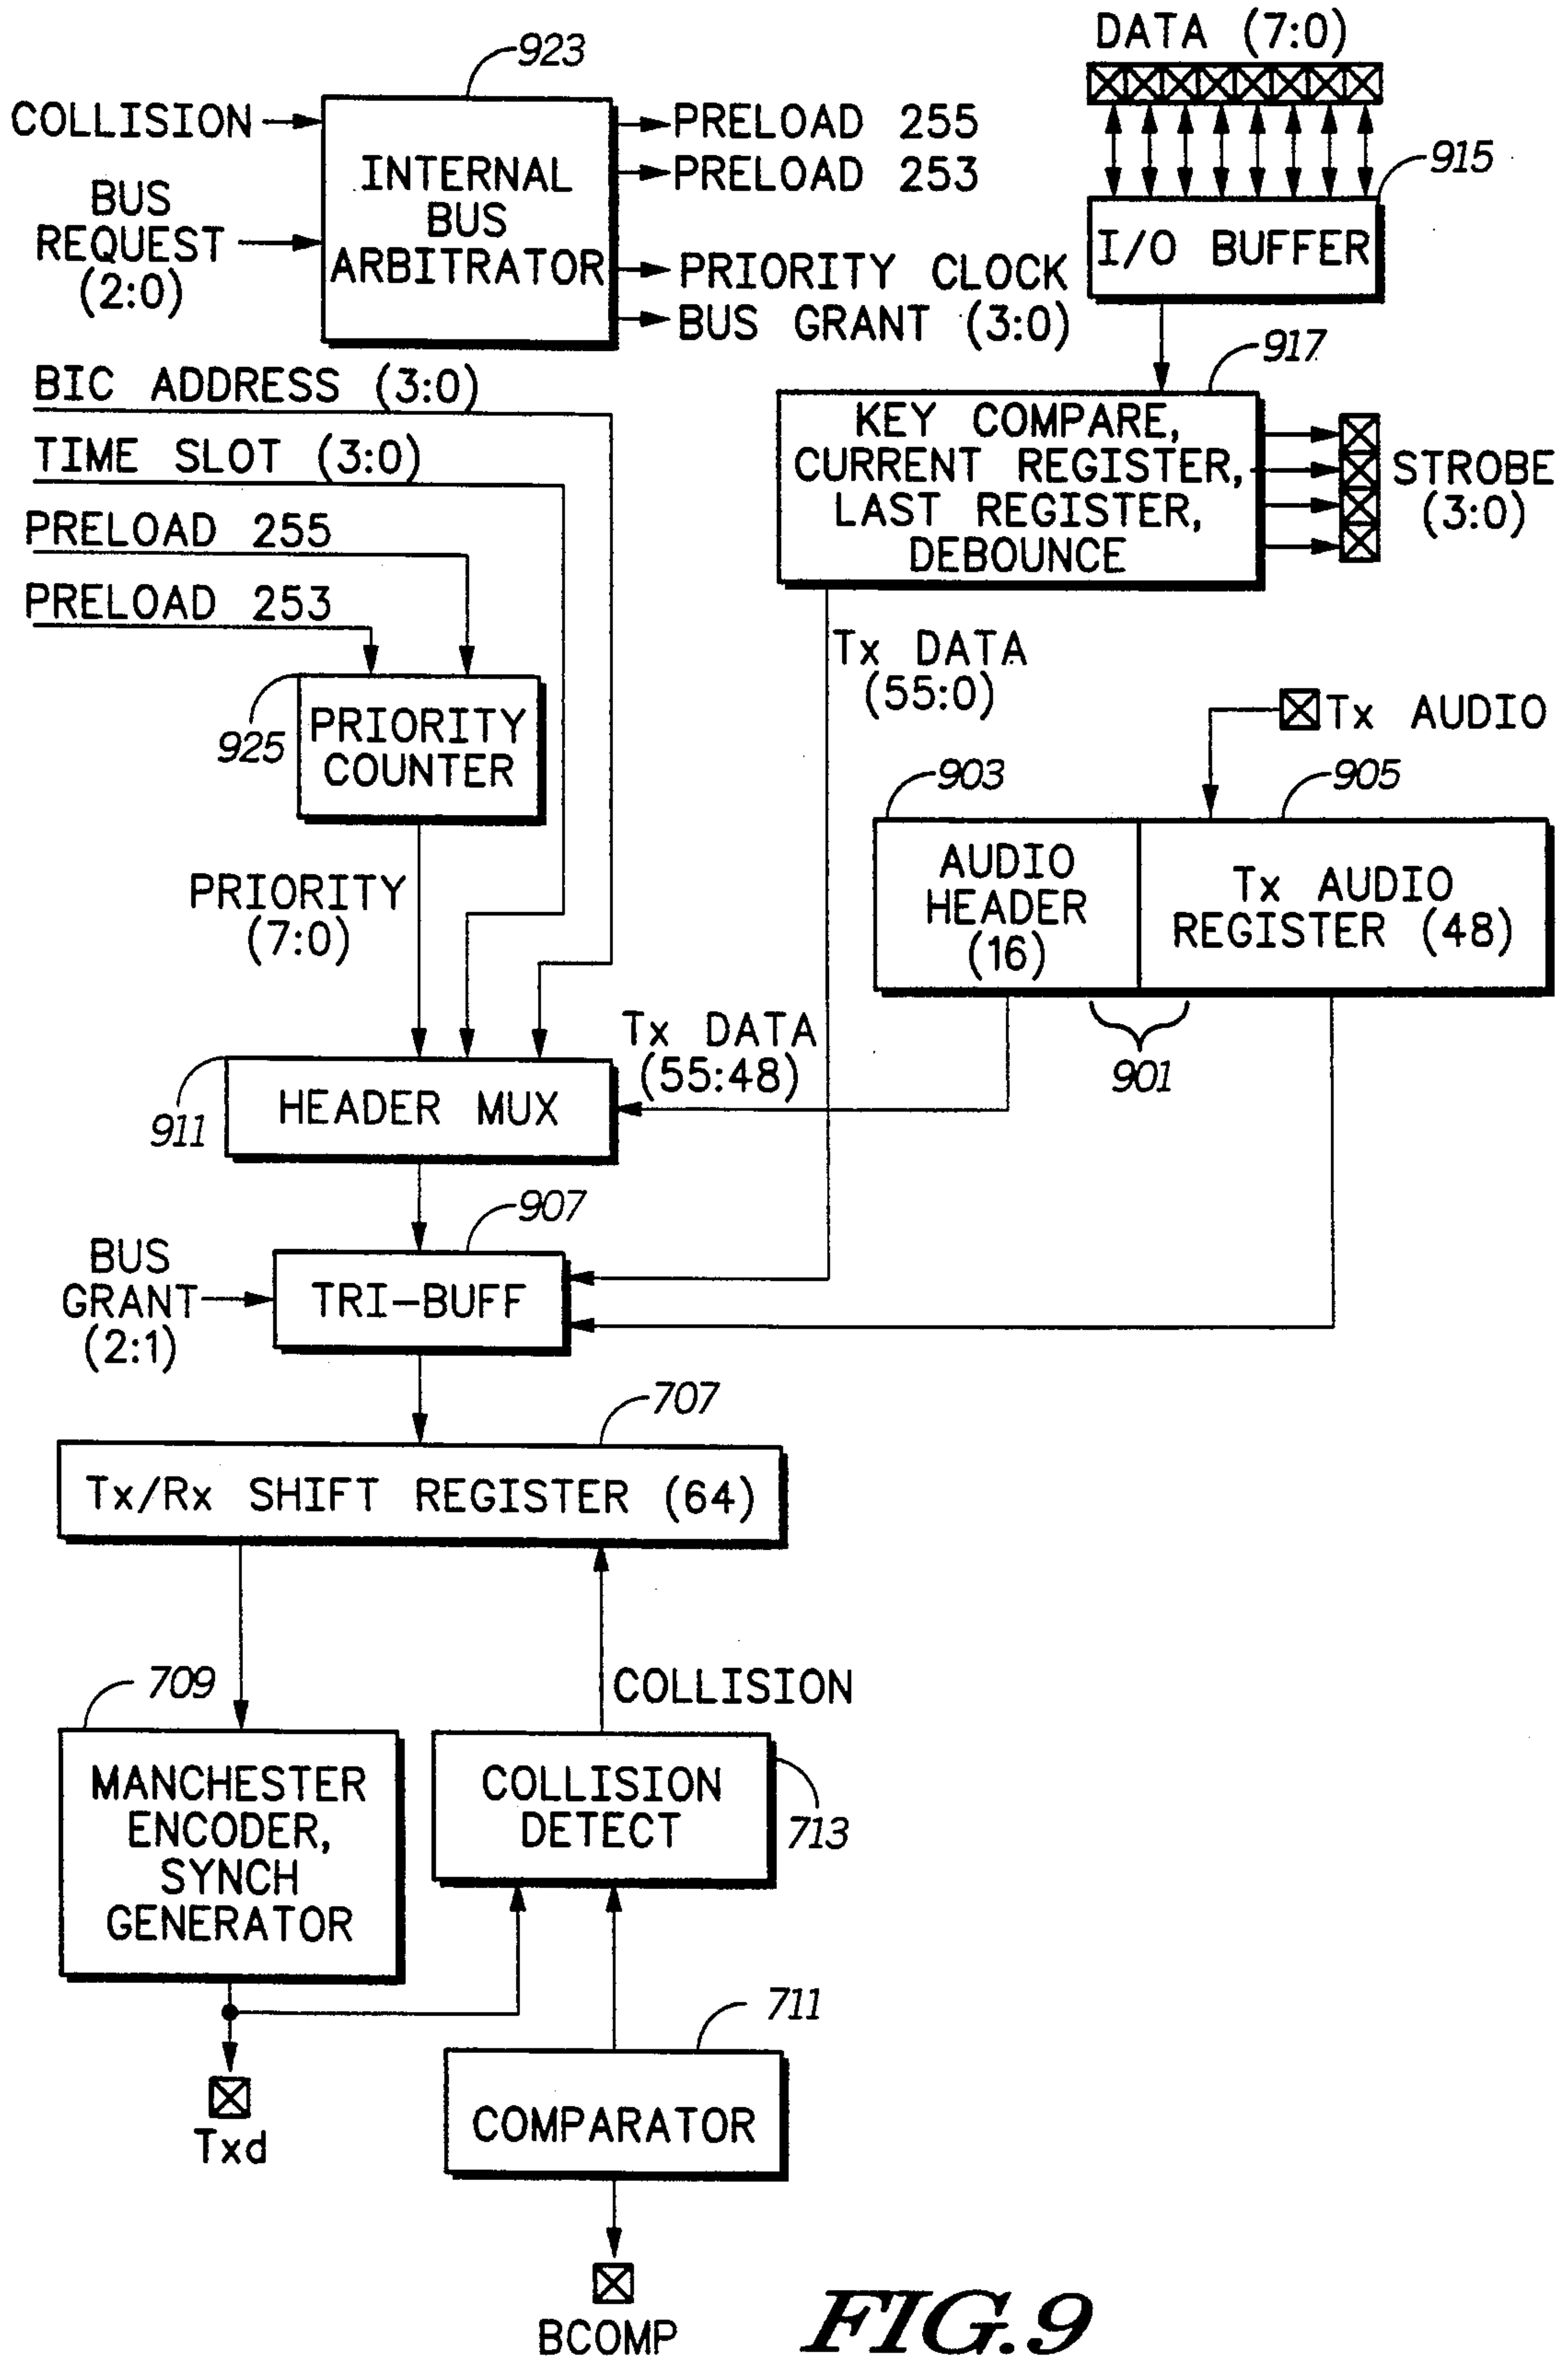 923
COLLISION
BUS
REQUEST
(2:0)
INTERNAL
BUS
ARBITRATOR
PRELOAD 255
PRELOAD 253
PRIORITY CLOCK
BUS GRANT (3:0)
DATA (7:0)
915
I/O BUFFER
917
KEY COMPARE,
CURRENT REGISTER,
LAST REGISTER,
DEBOUNCE
STROBE
(3:0)
BIC ADDRESS (3:0)
TIME SLOT (3:0)
PRELOAD 255
PRELOAD 253
925
PRIORITY
COUNTER
Tx DATA
(55:0)
Tx AUDIO
903
905
AUDIO
HEADER
(16)
Tx AUDIO
REGISTER (48)
901
PRIORITY
(7:0)
Tx DATA
(55:48)
911
HEADER MUX
907
BUS
GRANT
(2:1)
TRI-BUFF
707
Tx/Rx SHIFT REGISTER (64)
COLLISION
709
MANCHESTER
ENCODER,
SYNCH
GENERATOR
COLLISION
DETECT
713
711
COMPARATOR
Txd
BCOMP
FIG.9